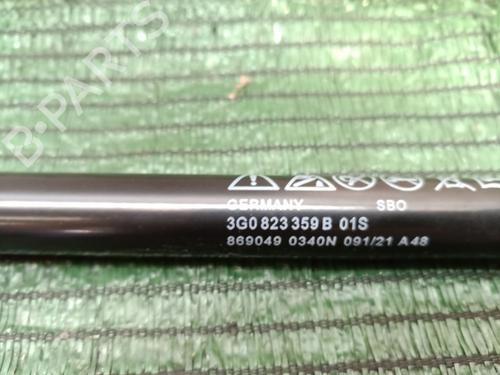 B-PARTS
GERMANY SBO
3G0 823 359 B 01S
869049 0340N 091/21 A48